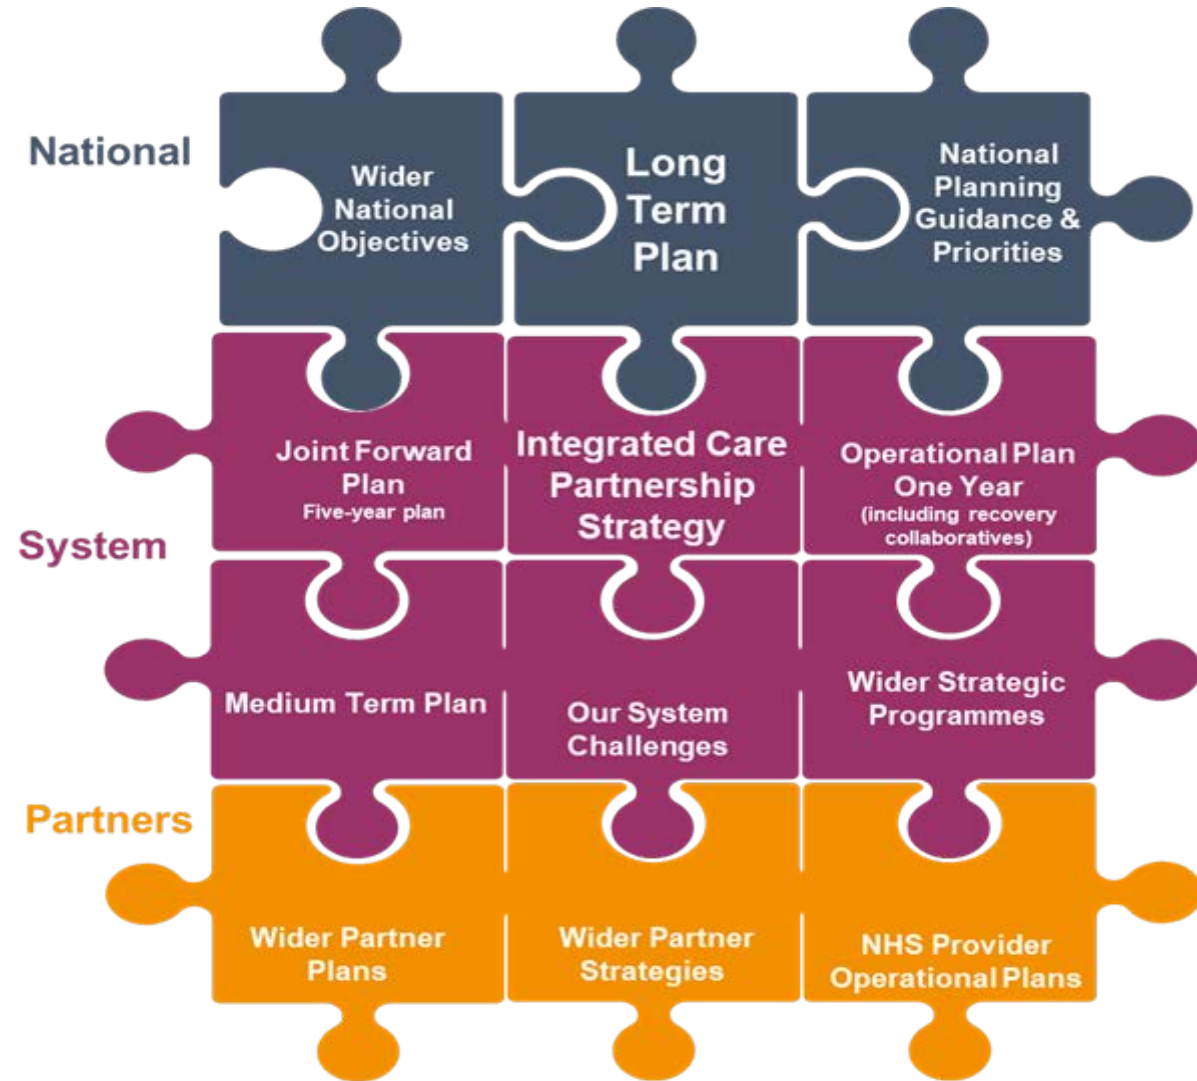 National
Wider
National
Objectives
Long
Term
Plan
National
Planning
Guidance &
Priorities
System
Joint Forward
Plan
Five-year plan
Integrated Care
Partnership
Strategy
Operational Plan
One Year
(including recovery
collaboratives)
Medium Term Plan
Our System
Challenges
Wider Strategic
Programmes
Partners
Wider Partner
Plans
Wider Partner
Strategies
NHS Provider
Operational Plans